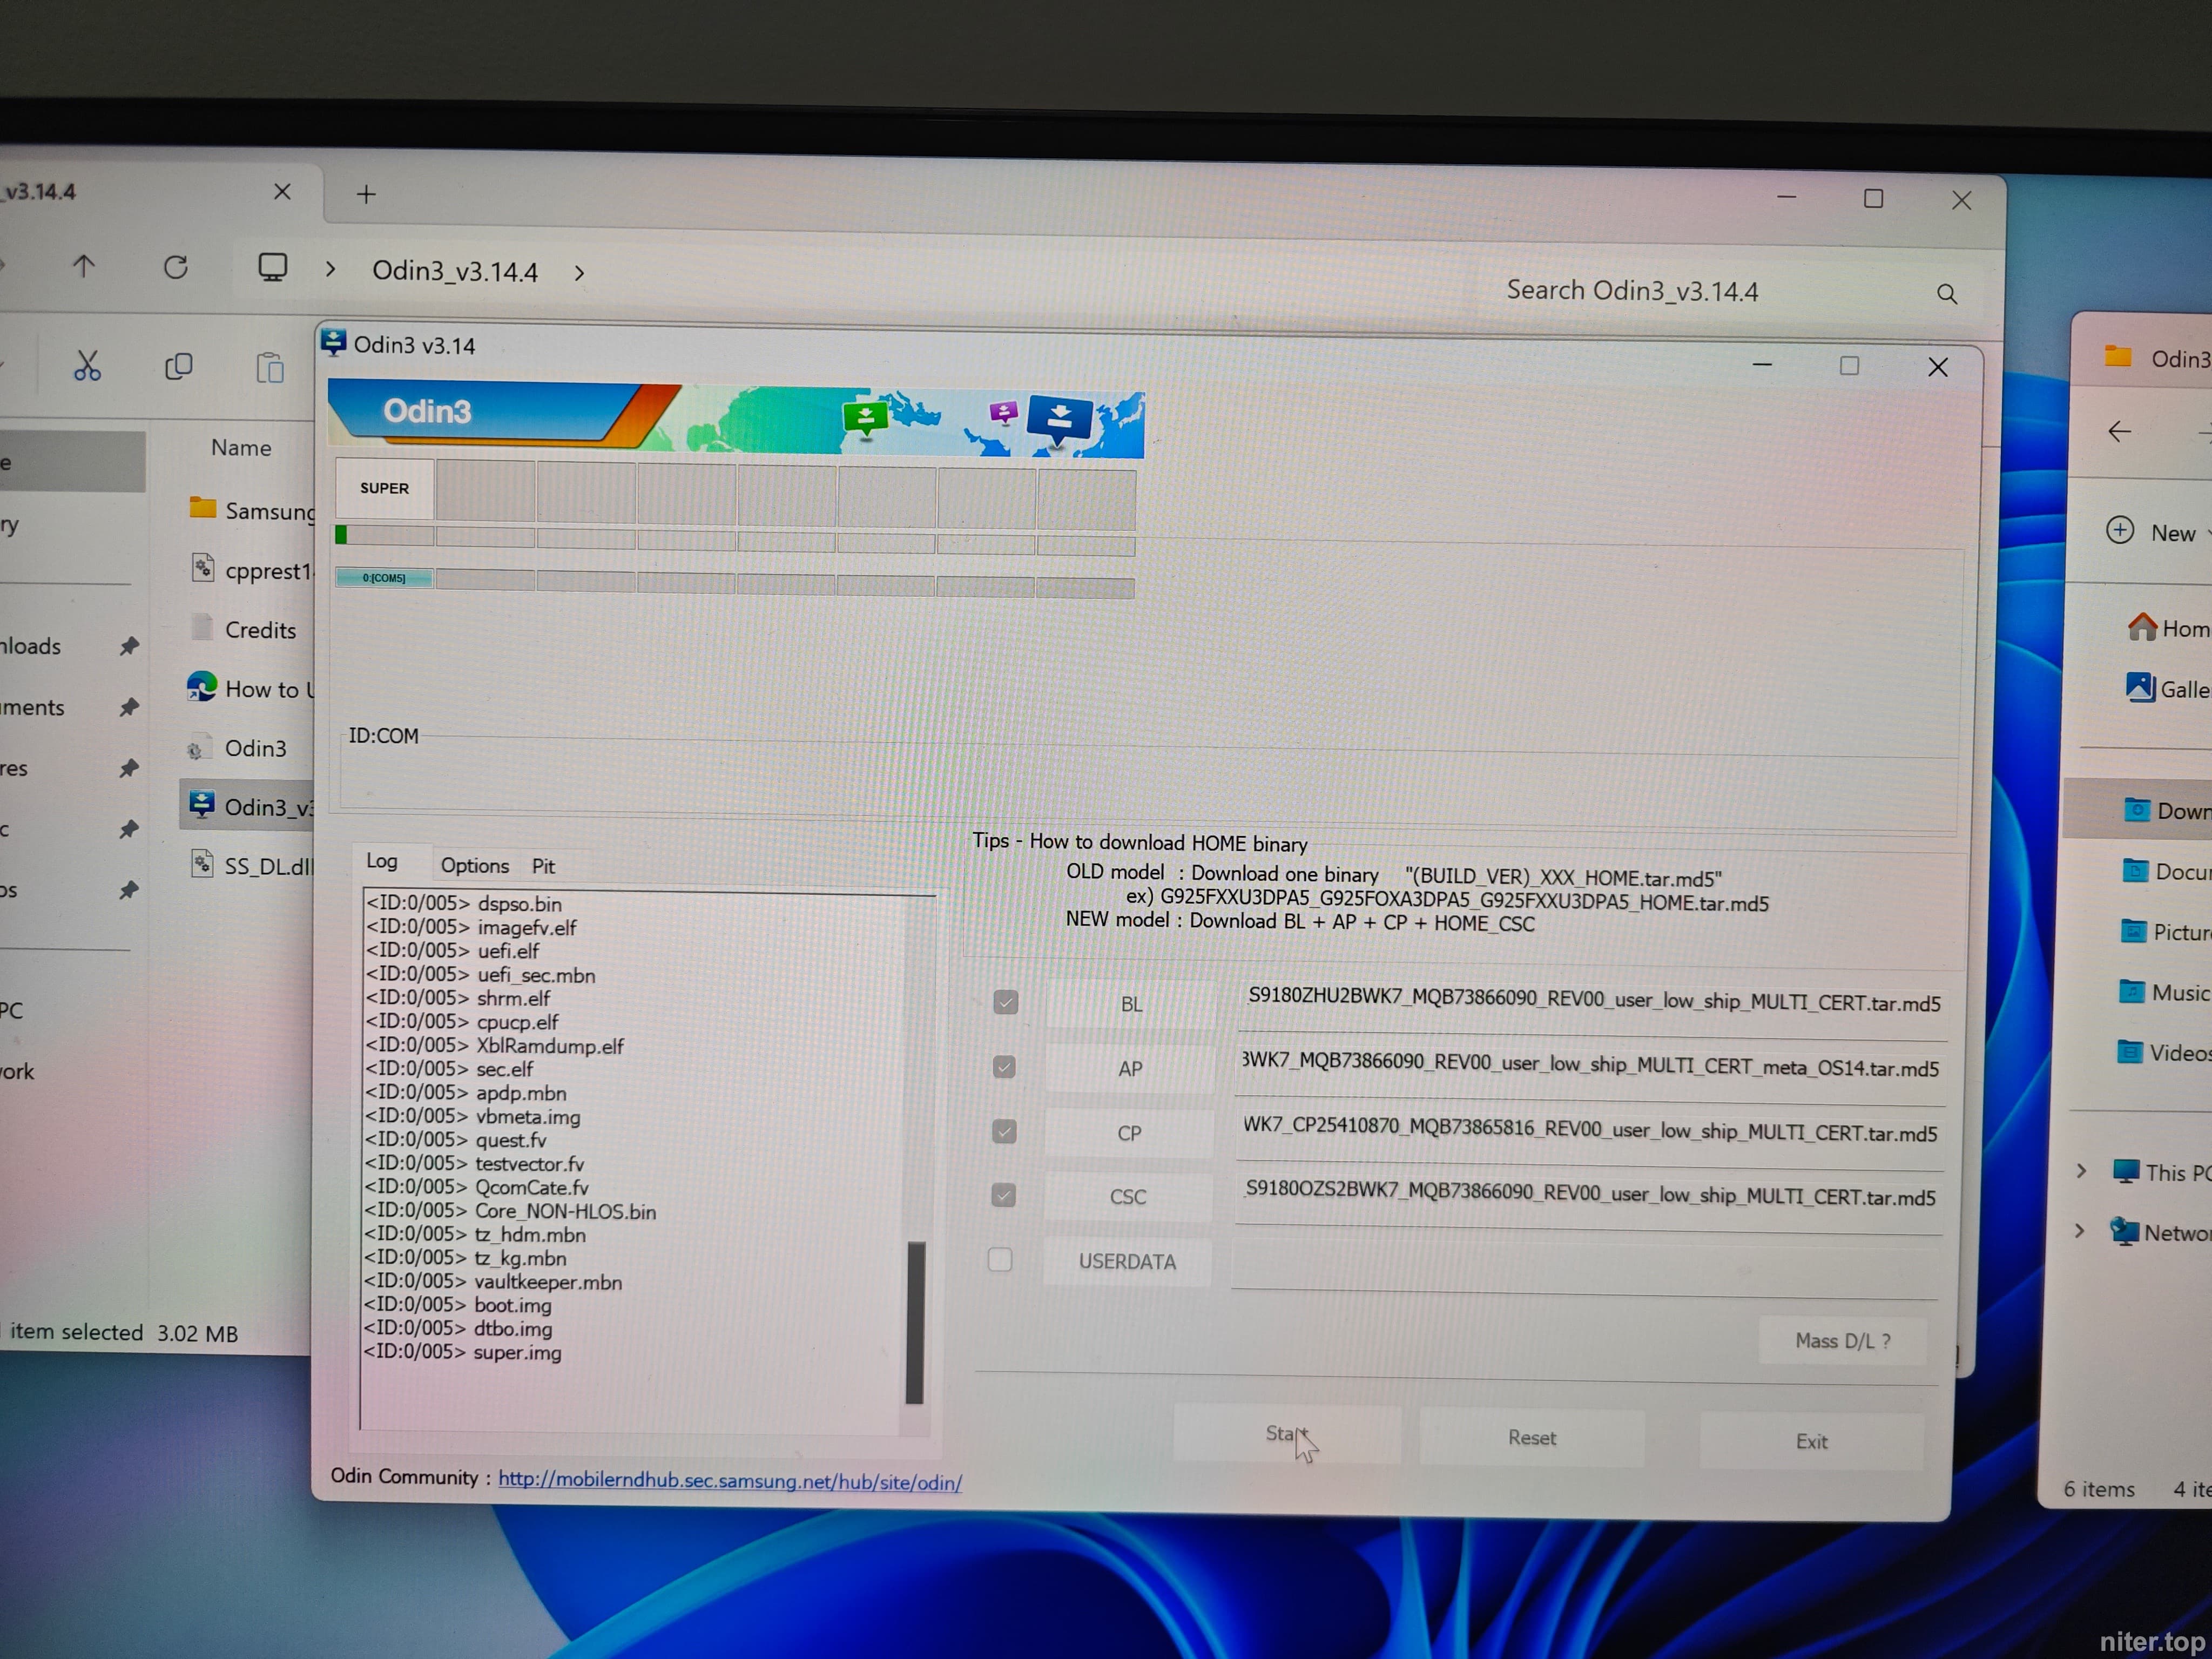 _v3.14.4
Odin3_v3.14.4
Search Odin3_v3.14.4
Odin3 v3.14
Odin3
SUPER
0:[COM5]
ID:COM
Name
Samsung
cpprest1
Credits
How to U
Odin3
Odin3_v3
SS_DL.dll
e
ry
nloads
uments
res
c
os
PC
work
item selected 3.02 MB
Log Options Pit
<ID:0/005> dspso.bin
<ID:0/005> imagefv.elf
<ID:0/005> uefi.elf
<ID:0/005> uefi_sec.mbn
<ID:0/005> shrm.elf
<ID:0/005> cpucp.elf
<ID:0/005> XblRamdump.elf
<ID:0/005> sec.elf
<ID:0/005> apdp.mbn
<ID:0/005> vbmeta.img
<ID:0/005> quest.fv
<ID:0/005> testvector.fv
<ID:0/005> QcomCate.fv
<ID:0/005> Core_NON-HLOS.bin
<ID:0/005> tz_hdm.mbn
<ID:0/005> tz_kg.mbn
<ID:0/005> vaultkeeper.mbn
<ID:0/005> boot.img
<ID:0/005> dtbo.img
<ID:0/005> super.img
Tips - How to download HOME binary
OLD model : Download one binary "(BUILD_VER)_XXX_HOME.tar.md5"
ex) G925FXXU3DPA5_G925FOXA3DPA5_G925FXXU3DPA5_HOME.tar.md5
NEW model : Download BL + AP + CP + HOME_CSC
BL _S9180ZHU2BWK7_MQB73866090_REV00_user_low_ship_MULTI_CERT.tar.md5
AP 3WK7_MQB73866090_REV00_user_low_ship_MULTI_CERT_meta_OS14.tar.md5
CP WK7_CP25410870_MQB73865816_REV00_user_low_ship_MULTI_CERT.tar.md5
CSC _S9180OZS2BWK7_MQB73866090_REV00_user_low_ship_MULTI_CERT.tar.md5
USERDATA
Mass D/L ?
Start Reset Exit
Odin Community : http://mobilerndhub.sec.samsung.net/hub/site/odin/
Odin3
New
Hom
Galle
Down
Docu
Pictur
Music
Videos
This PC
Networ
6 items 4 ite
niter.top